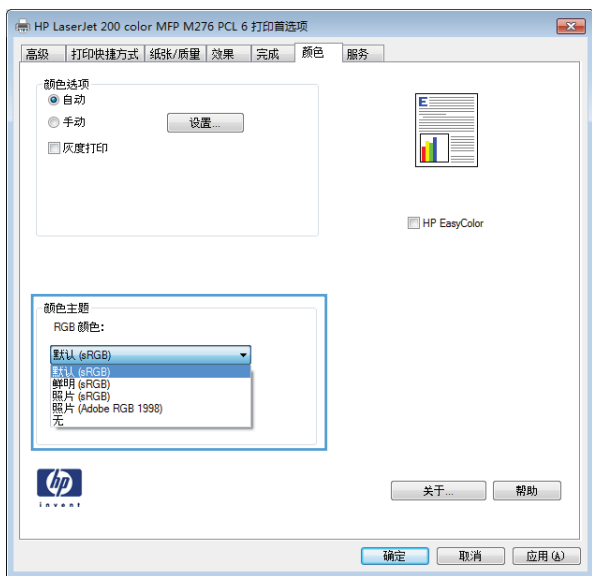 HP LaserJet 200 color MFP M276 PCL 6 打印首选项
高级 打印快捷方式 纸张/质量 效果 完成 颜色 服务
颜色选项
自动
手动
设置...
灰度打印
E
HP EasyColor
颜色主题
RGB 颜色:
默认 (sRGB)
默认 (sRGB)
鲜明 (sRGB)
照片 (sRGB)
照片 (Adobe RGB 1998)
无
hp
invent
关于...
帮助
确定
取消
应用(A)